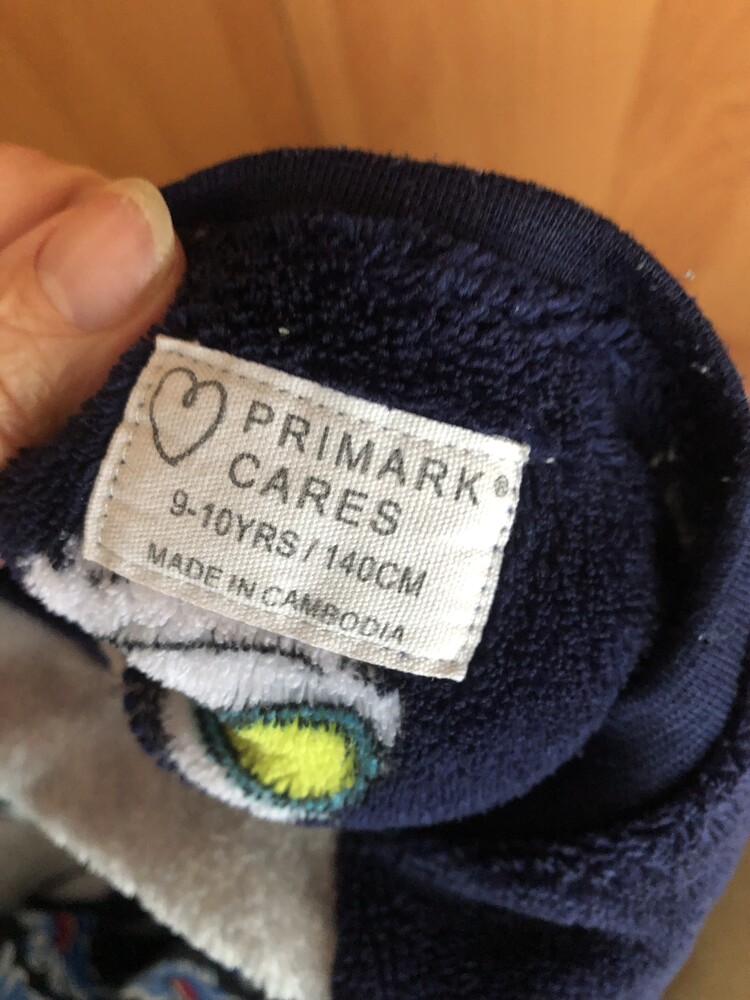 PRIMARK®
CARES
9-10YRS / 140CM
MADE IN CAMBODIA